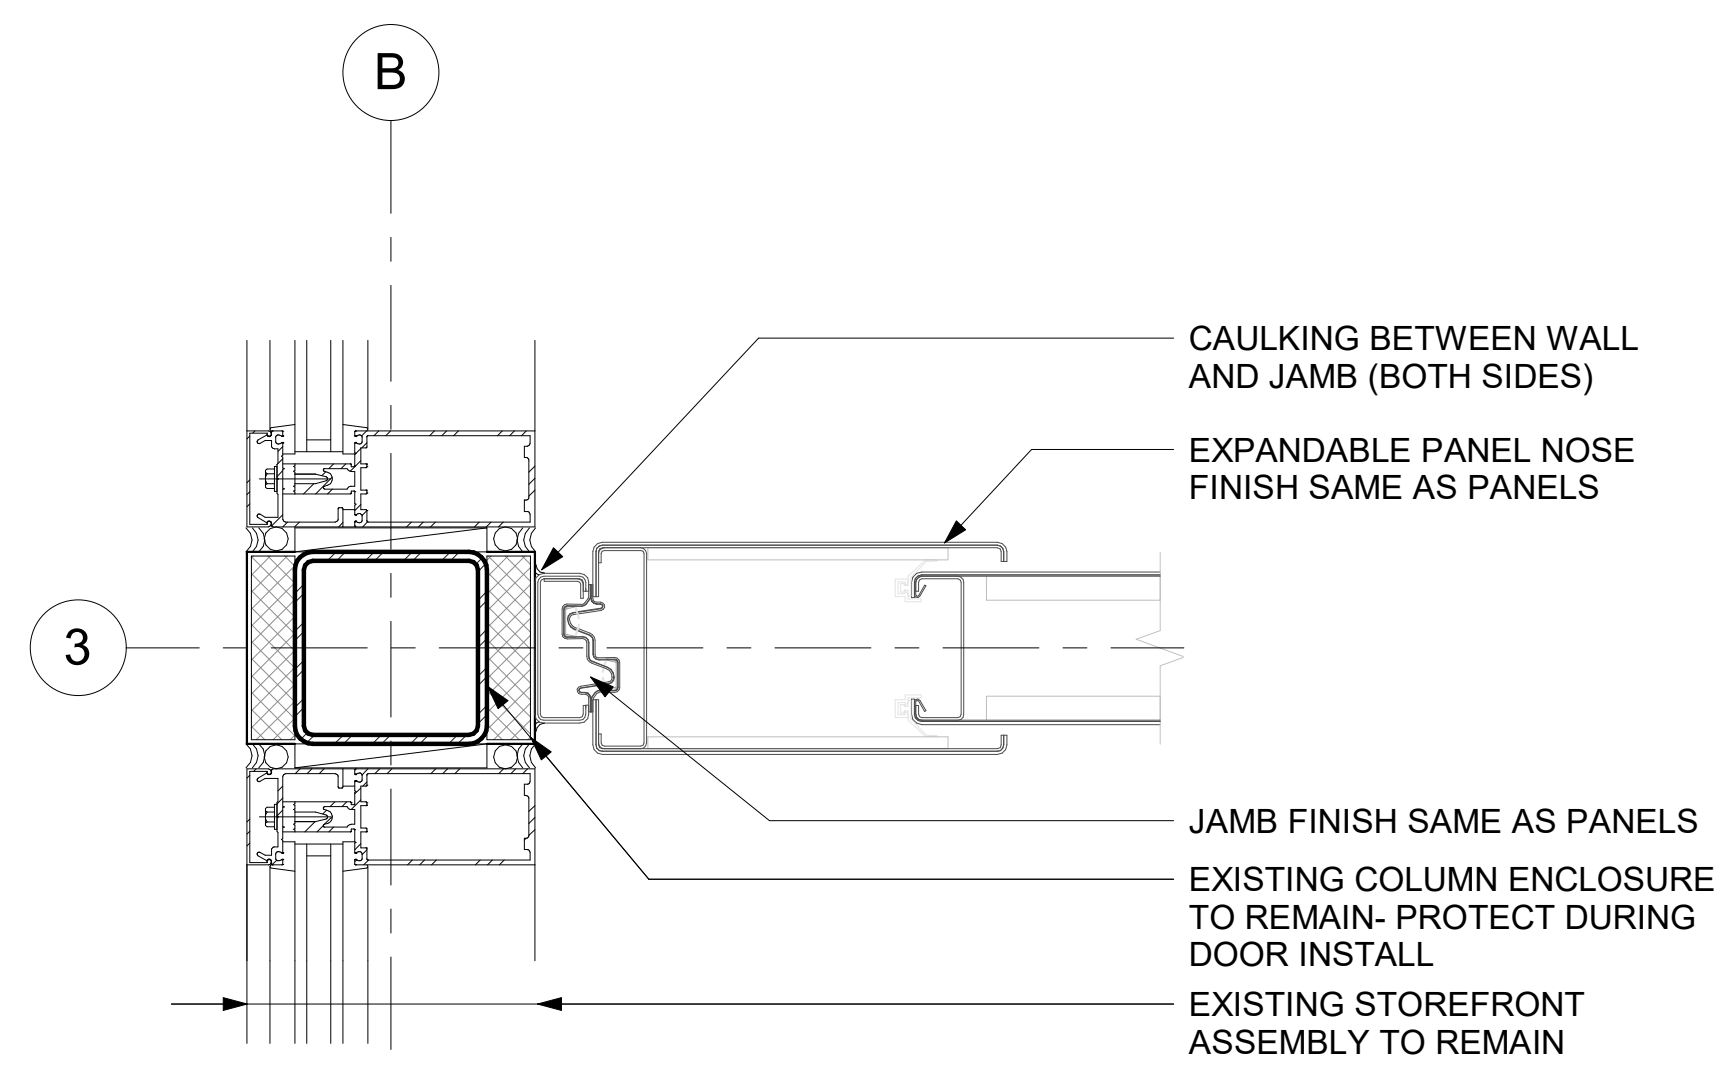 B
CAULKING BETWEEN WALL
AND JAMB (BOTH SIDES)
EXPANDABLE PANEL NOSE
FINISH SAME AS PANELS
3
JAMB FINISH SAME AS PANELS
EXISTING COLUMN ENCLOSURE
TO REMAIN- PROTECT DURING
DOOR INSTALL
EXISTING STOREFRONT
ASSEMBLY TO REMAIN